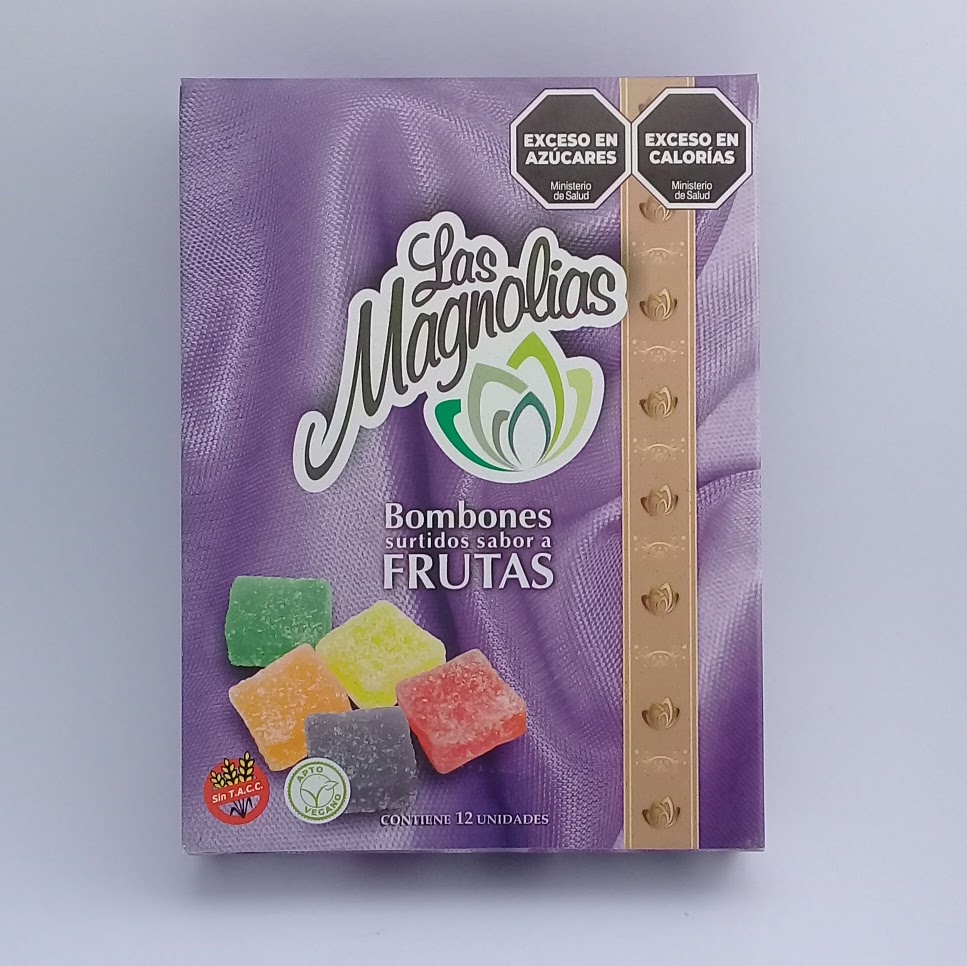 EXCESO EN
AZÚCARES
Ministerio
de Salud
EXCESO EN
CALORÍAS
Ministerio
de Salud
Las
Magnolias
Bombones
surtidos sabor a
FRUTAS
Sin T.A.C.C.
APTO
VEGANO
CONTIENE 12 UNIDADES